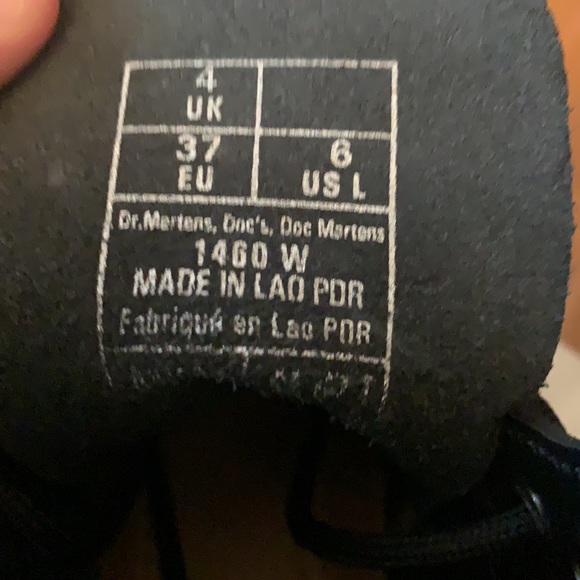 4
UK
37 6
EU US L
Dr.Martens, Doc's, Doc Martens
1460 W
MADE IN LAO PDR
Fabriqué en Lao PDR